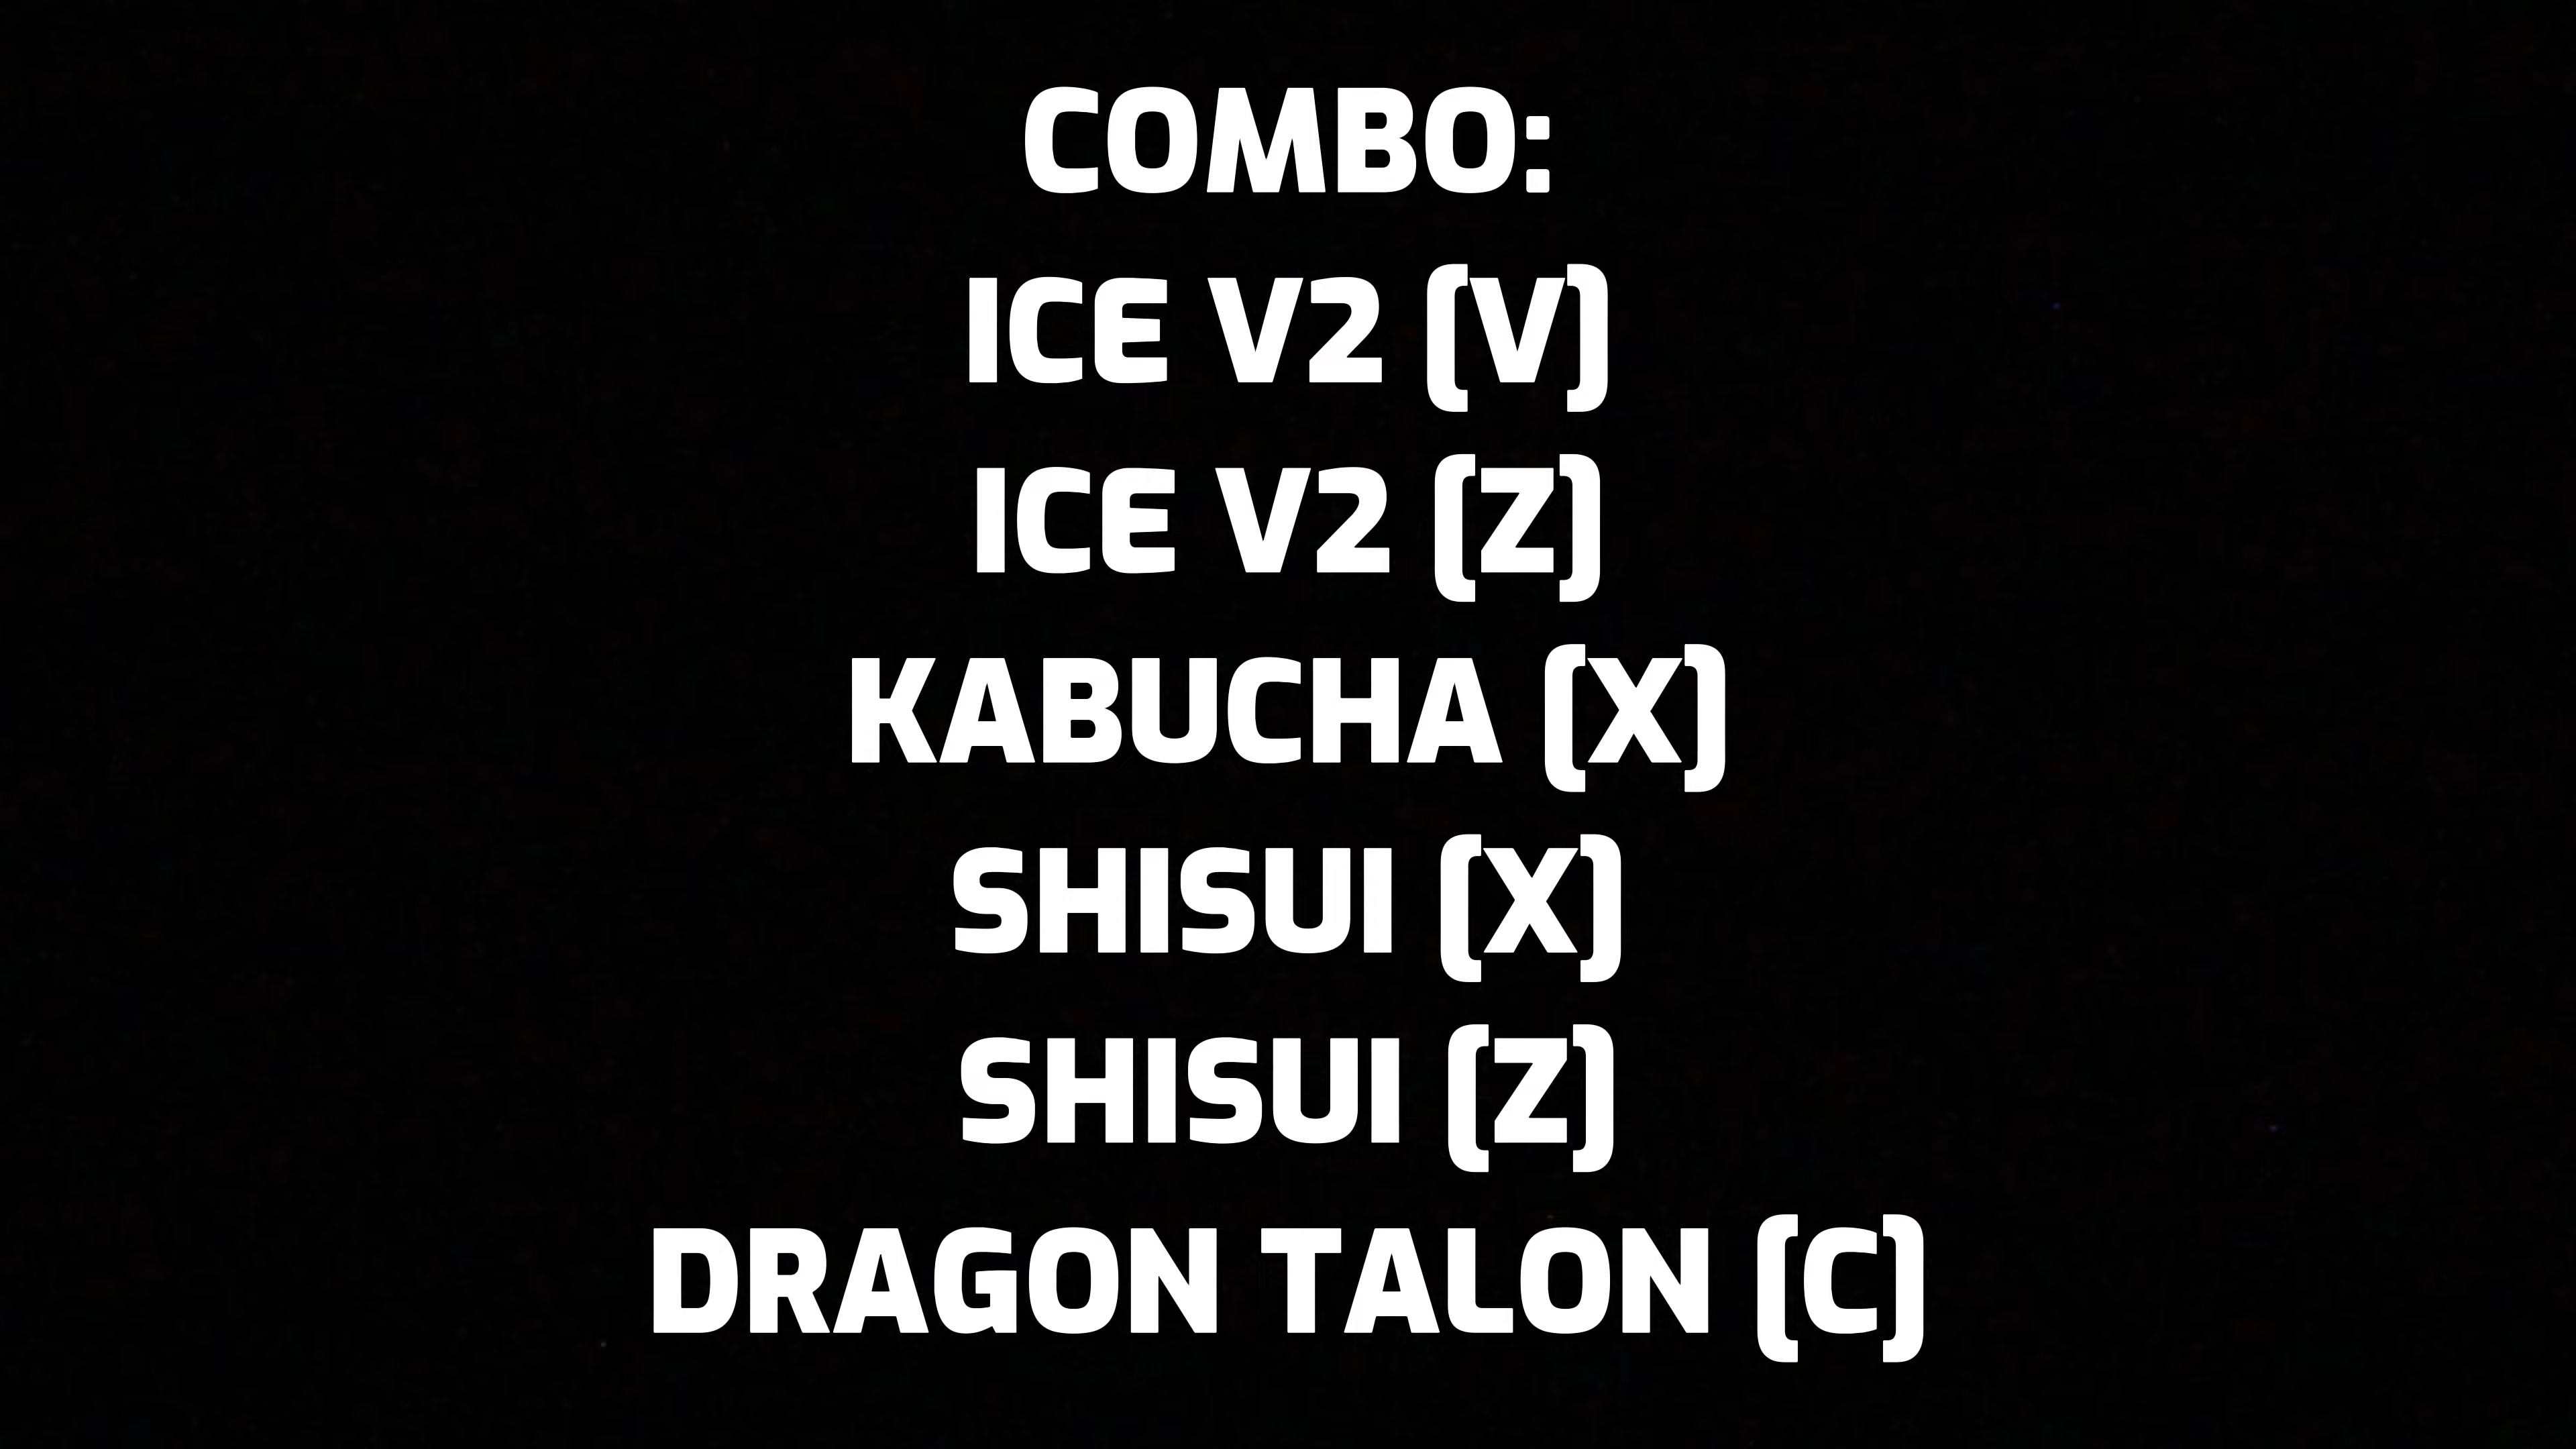 COMBO:
ICE V2 (V)
ICE V2 (Z)
KABUCHA (X)
SHISUI (X)
SHISUI (Z)
DRAGON TALON (C)